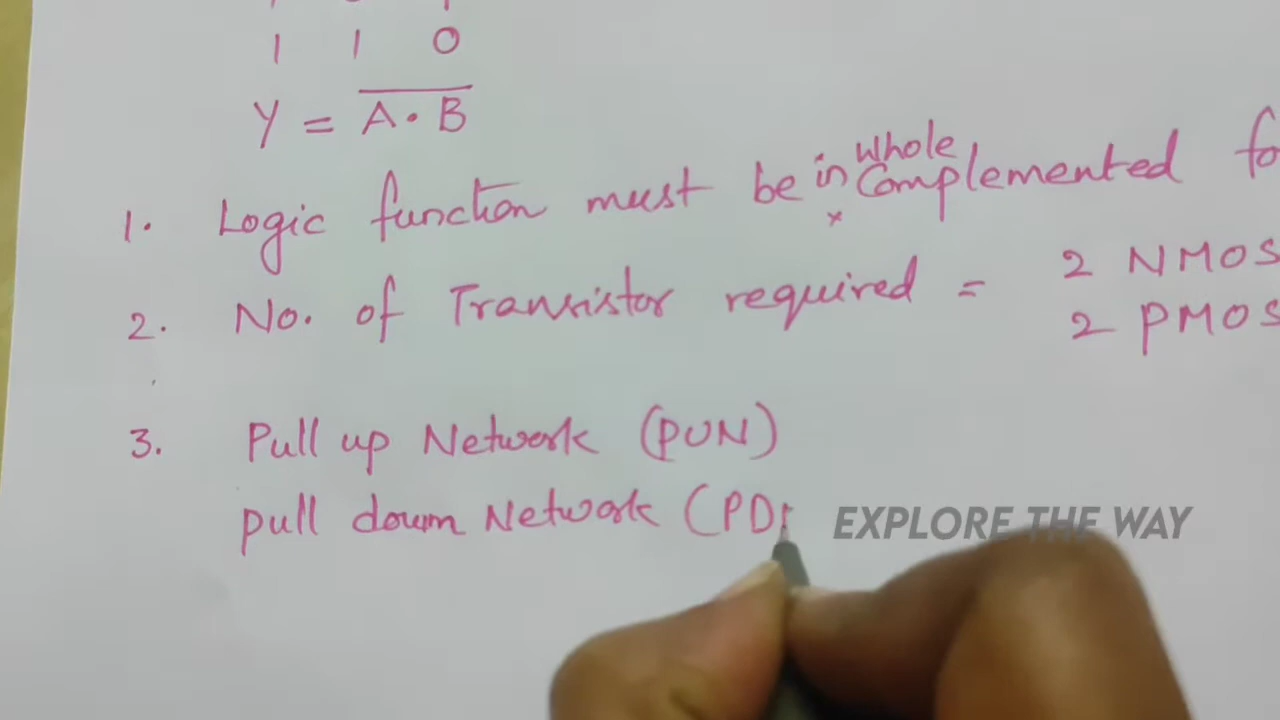 1 1 0
Y = \overline{A.B}
whole
1. Logic function must be in complemented fo
2. No. of Transistor required = 2 NMOS
2 PMOS
3. Pull up Network (PUN)
pull down Network (PD
EXPLORE THE WAY